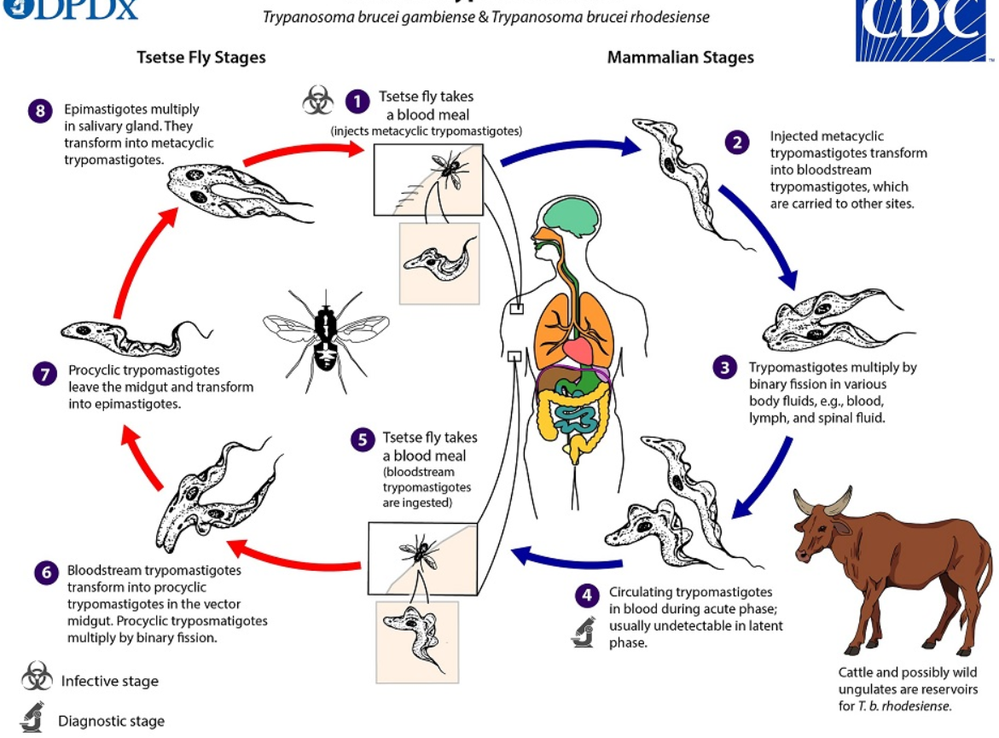 DPDx
Trypanosoma brucei gambiense & Trypanosoma brucei rhodesiense
CDC
TM
Tsetse Fly Stages
Mammalian Stages
1
Tsetse fly takes
a blood meal
(injects metacyclic trypomastigotes)
2
Injected metacyclic
trypomastigotes transform
into bloodstream
trypomastigotes, which
are carried to other sites.
3
Trypomastigotes multiply by
binary fission in various
body fluids, e.g., blood,
lymph, and spinal fluid.
4
Circulating trypomastigotes
in blood during acute phase;
usually undetectable in latent
phase.
5
Tsetse fly takes
a blood meal
(bloodstream
trypomastigotes
are ingested)
6
Bloodstream trypomastigotes
transform into procyclic
trypomastigotes in the vector
midgut. Procyclic tryposmatigotes
multiply by binary fission.
7
Procyclic trypomastigotes
leave the midgut and transform
into epimastigotes.
8
Epimastigotes multiply
in salivary gland. They
transform into metacyclic
trypomastigotes.
Infective stage
Diagnostic stage
Cattle and possibly wild
ungulates are reservoirs
for T. b. rhodesiense.